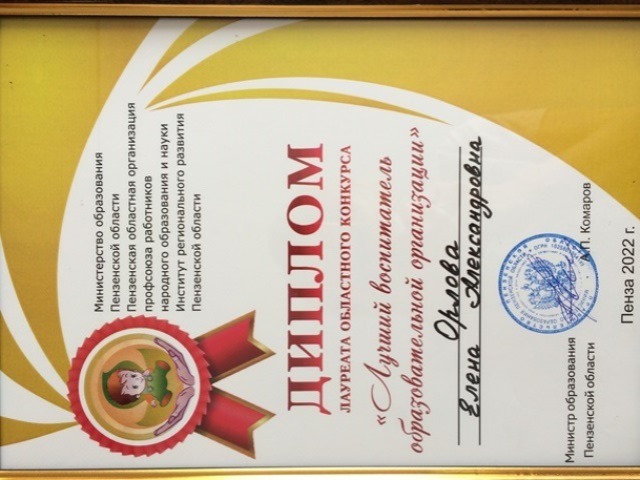 Министерство образования
Пензенской области
Пензенская областная организация
профсоюза работников
народного образования и науки
Институт регионального развития
Пензенской области
ДИПЛОМ
ЛАУРЕАТА ОБЛАСТНОГО КОНКУРСА
«Лучший воспитатель
образовательной организации»
Орлова
Елена Александровна
Министр образования
Пензенской области
А.П. Комаров
Пенза 2022 г.